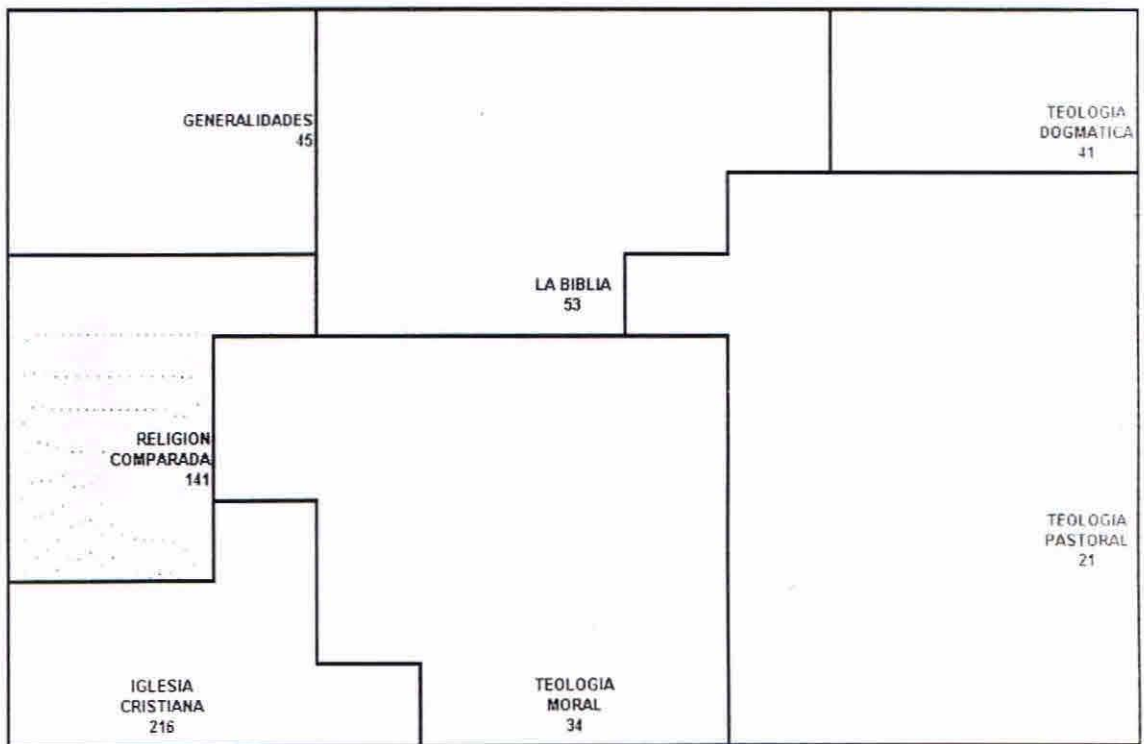 GENERALIDADES
45
TEOLOGIA
DOGMATICA
41
LA BIBLIA
53
RELIGION
COMPARADA
141
TEOLOGIA
PASTORAL
21
IGLESIA
CRISTIANA
216
TEOLOGIA
MORAL
34